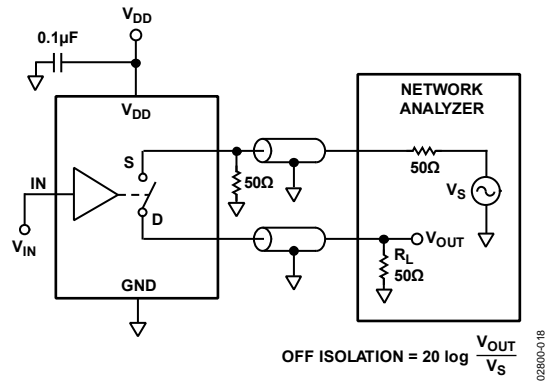 VDD
0.1µF
VDD
NETWORK
ANALYZER
S
50Ω
50Ω
VS
IN
D
VIN
VOUT
RL
50Ω
GND
OFF ISOLATION = 20 log VOUT
VS
02800-018